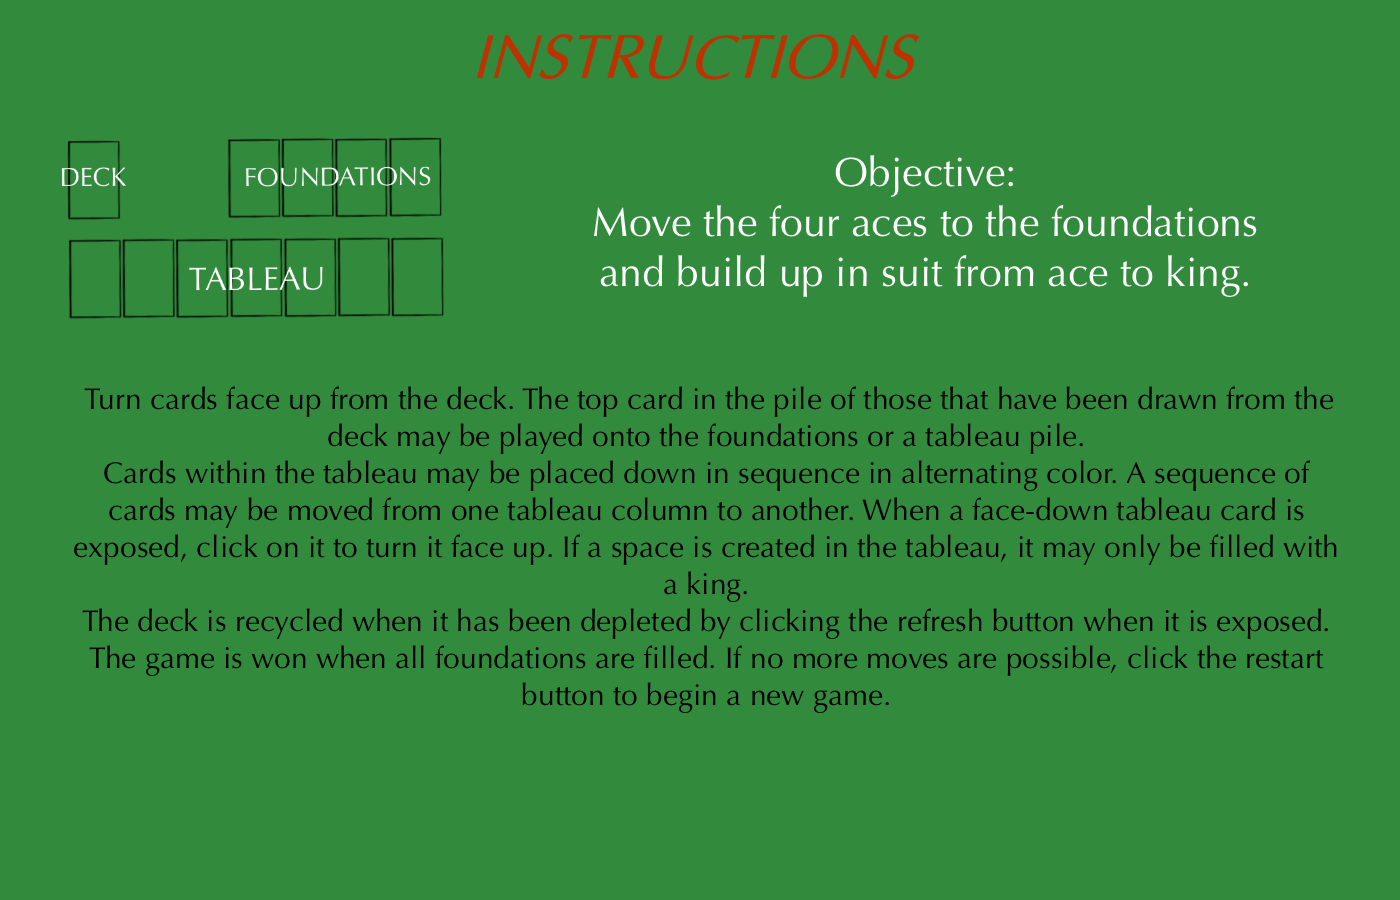 INSTRUCTIONS
DECK
FOUNDATIONS
TABLEAU
Objective:
Move the four aces to the foundations
and build up in suit from ace to king.
Turn cards face up from the deck. The top card in the pile of those that have been drawn from the
deck may be played onto the foundations or a tableau pile.
Cards within the tableau may be placed down in sequence in alternating color. A sequence of
cards may be moved from one tableau column to another. When a face-down tableau card is
exposed, click on it to turn it face up. If a space is created in the tableau, it may only be filled with
a king.
The deck is recycled when it has been depleted by clicking the refresh button when it is exposed.
The game is won when all foundations are filled. If no more moves are possible, click the restart
button to begin a new game.